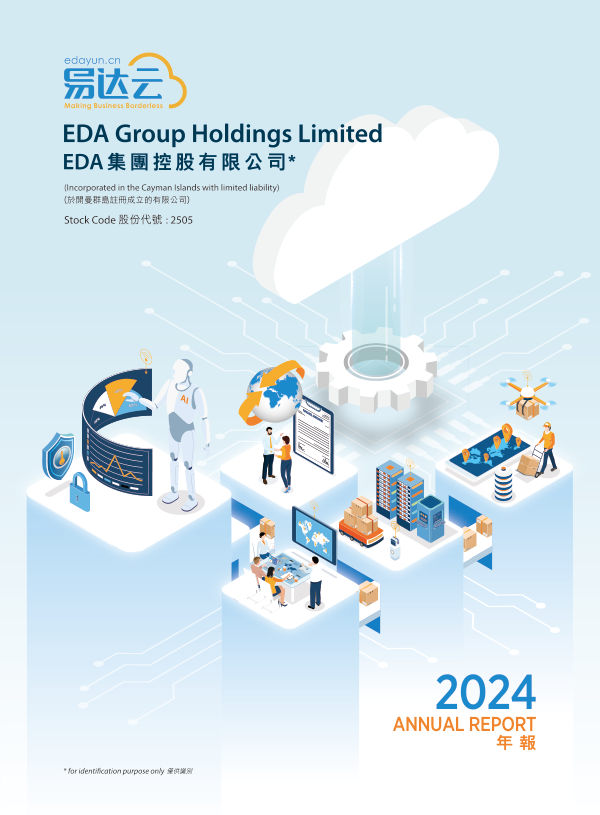 edayun.cn
易达云
Making Business Borderless
EDA Group Holdings Limited
EDA集團控股有限公司*
(Incorporated in the Cayman Islands with limited liability)
(於開曼群島註冊成立的有限公司)
Stock Code 股份代號 : 2505
AI
2024
ANNUAL REPORT
年報
* for identification purpose only 僅供識別